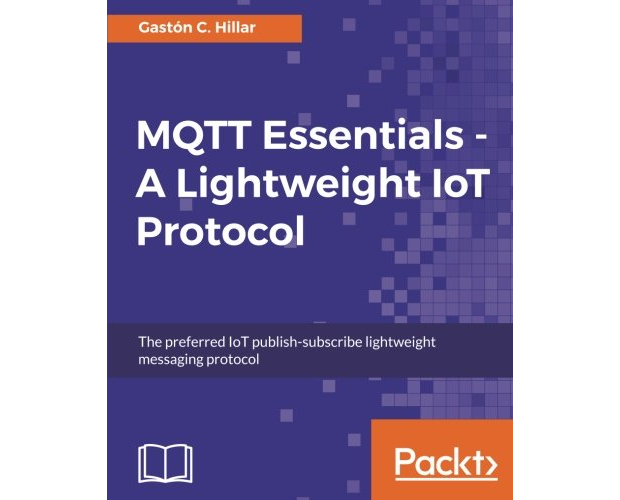 Gastón C. Hillar
MQTT Essentials -
A Lightweight IoT
Protocol
The preferred IoT publish-subscribe lightweight
messaging protocol
Packt>